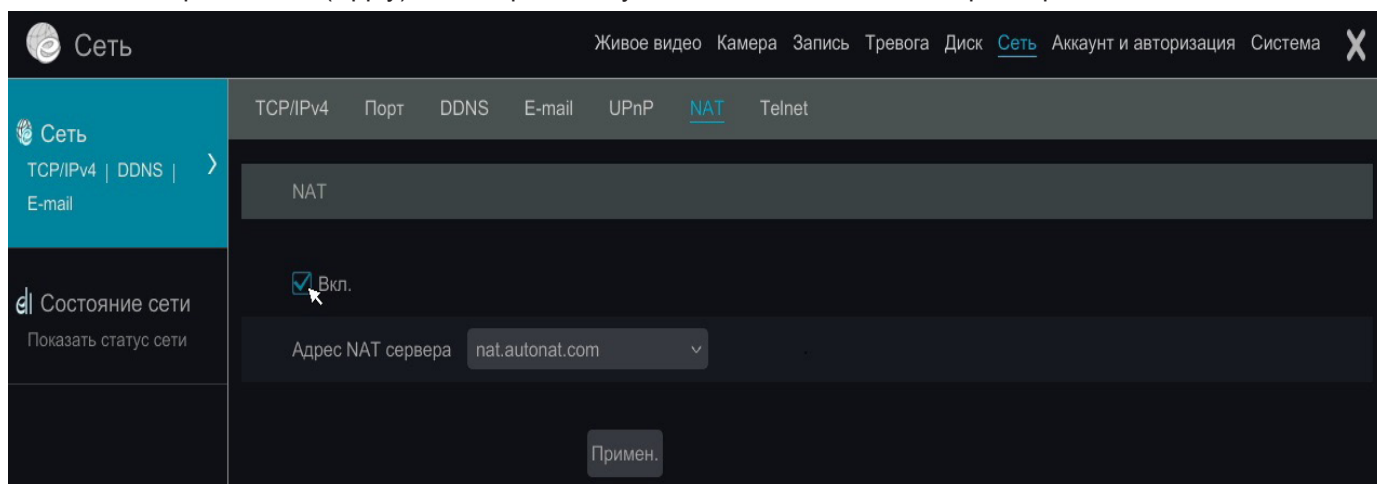 Сеть
Живое видео Камера Запись Тревога Диск Сеть Аккаунт и авторизация Система X
TCP/IPv4 Порт DDNS E-mail UPnP NAT Telnet
Сеть
TCP/IPv4 | DDNS |
E-mail
NAT
Вкл.
Состояние сети
Показать статус сети
Адрес NAT сервера nat.autonat.com
Примен.